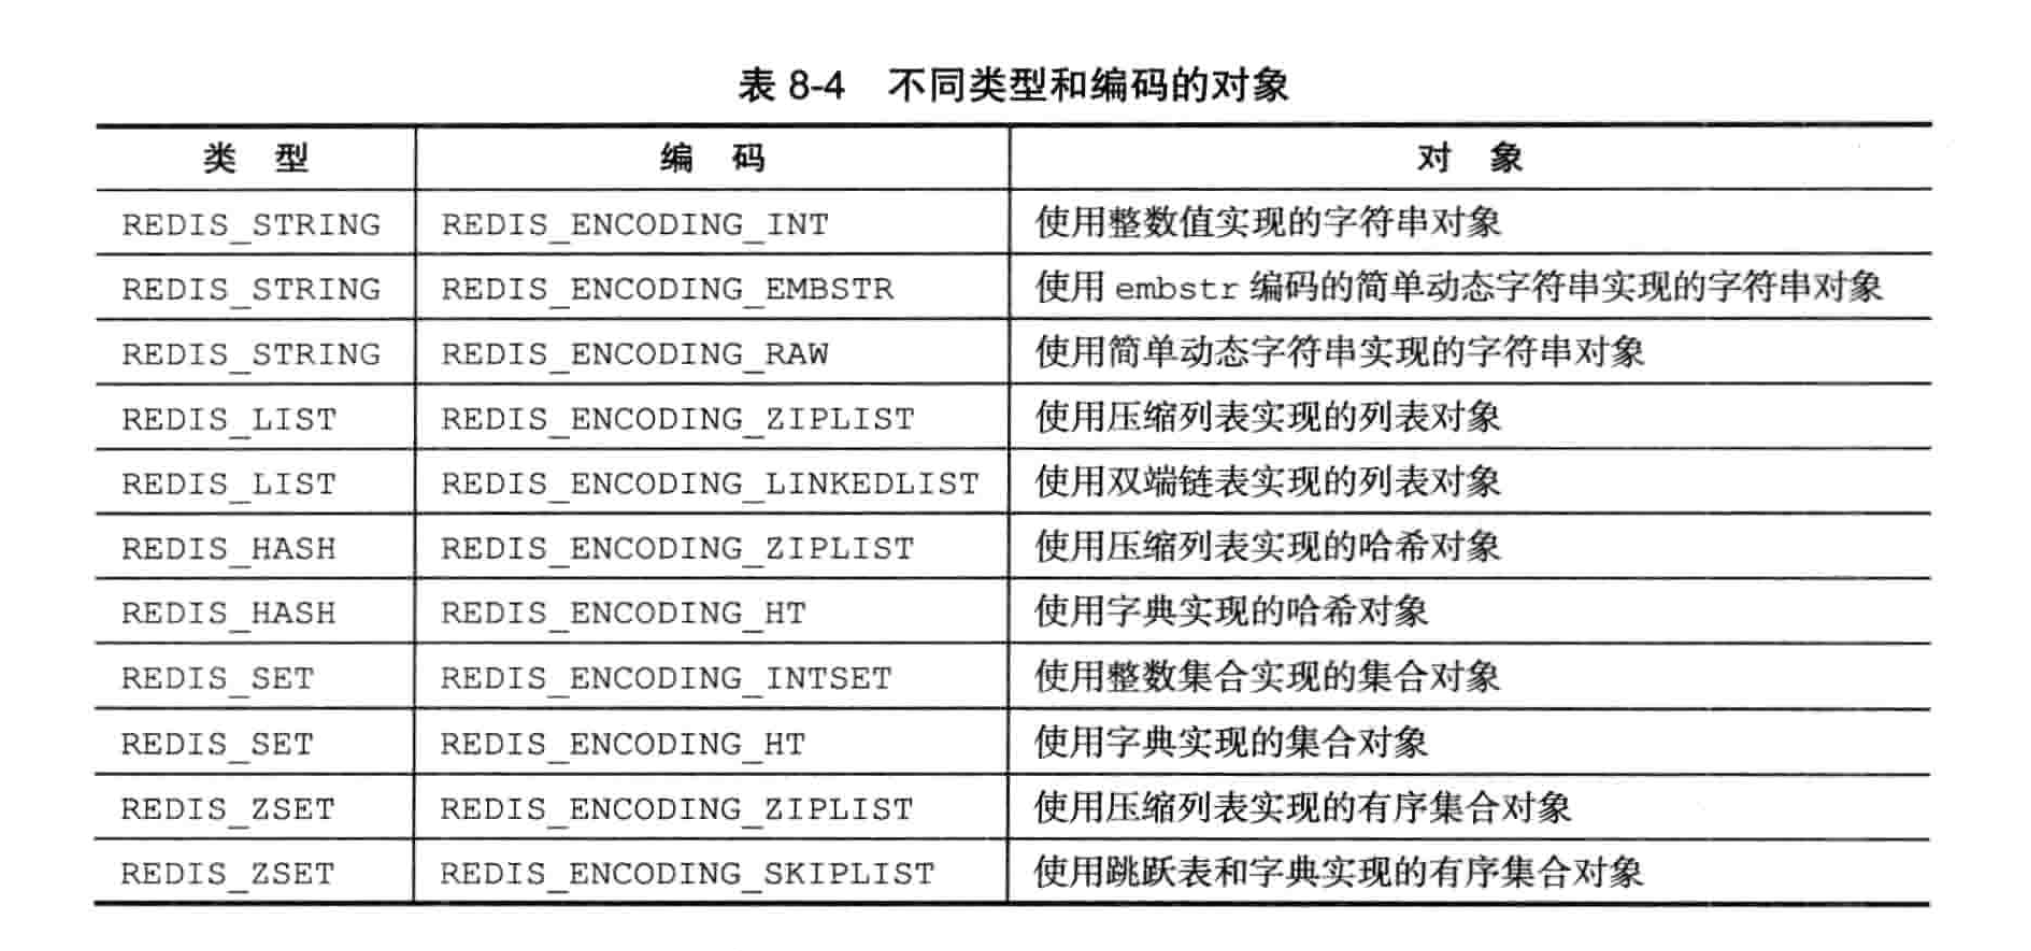 表 8-4 不同类型和编码的对象
类 型 编 码 对 象
REDIS_STRING REDIS_ENCODING_INT 使用整数值实现的字符串对象
REDIS_STRING REDIS_ENCODING_EMBSTR 使用 embstr 编码的简单动态字符串实现的字符串对象
REDIS_STRING REDIS_ENCODING_RAW 使用简单动态字符串实现的字符串对象
REDIS_LIST REDIS_ENCODING_ZIPLIST 使用压缩列表实现的列表对象
REDIS_LIST REDIS_ENCODING_LINKEDLIST 使用双端链表实现的列表对象
REDIS_HASH REDIS_ENCODING_ZIPLIST 使用压缩列表实现的哈希对象
REDIS_HASH REDIS_ENCODING_HT 使用字典实现的哈希对象
REDIS_SET REDIS_ENCODING_INTSET 使用整数集合实现的集合对象
REDIS_SET REDIS_ENCODING_HT 使用字典实现的集合对象
REDIS_ZSET REDIS_ENCODING_ZIPLIST 使用压缩列表实现的有序集合对象
REDIS_ZSET REDIS_ENCODING_SKIPLIST 使用跳跃表和字典实现的有序集合对象